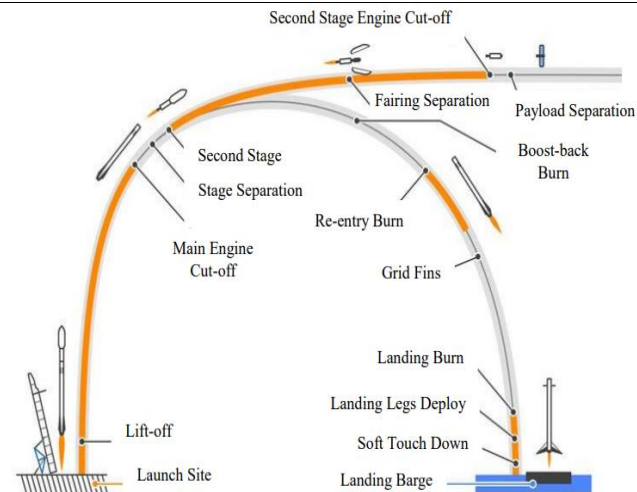 Second Stage Engine Cut-off
Fairing Separation
Payload Separation
Boost-back
Burn
Second Stage
Stage Separation
Re-entry Burn
Main Engine
Cut-off
Grid Fins
Landing Burn
Landing Legs Deploy
Lift-off
Soft Touch Down
Launch Site
Landing Barge